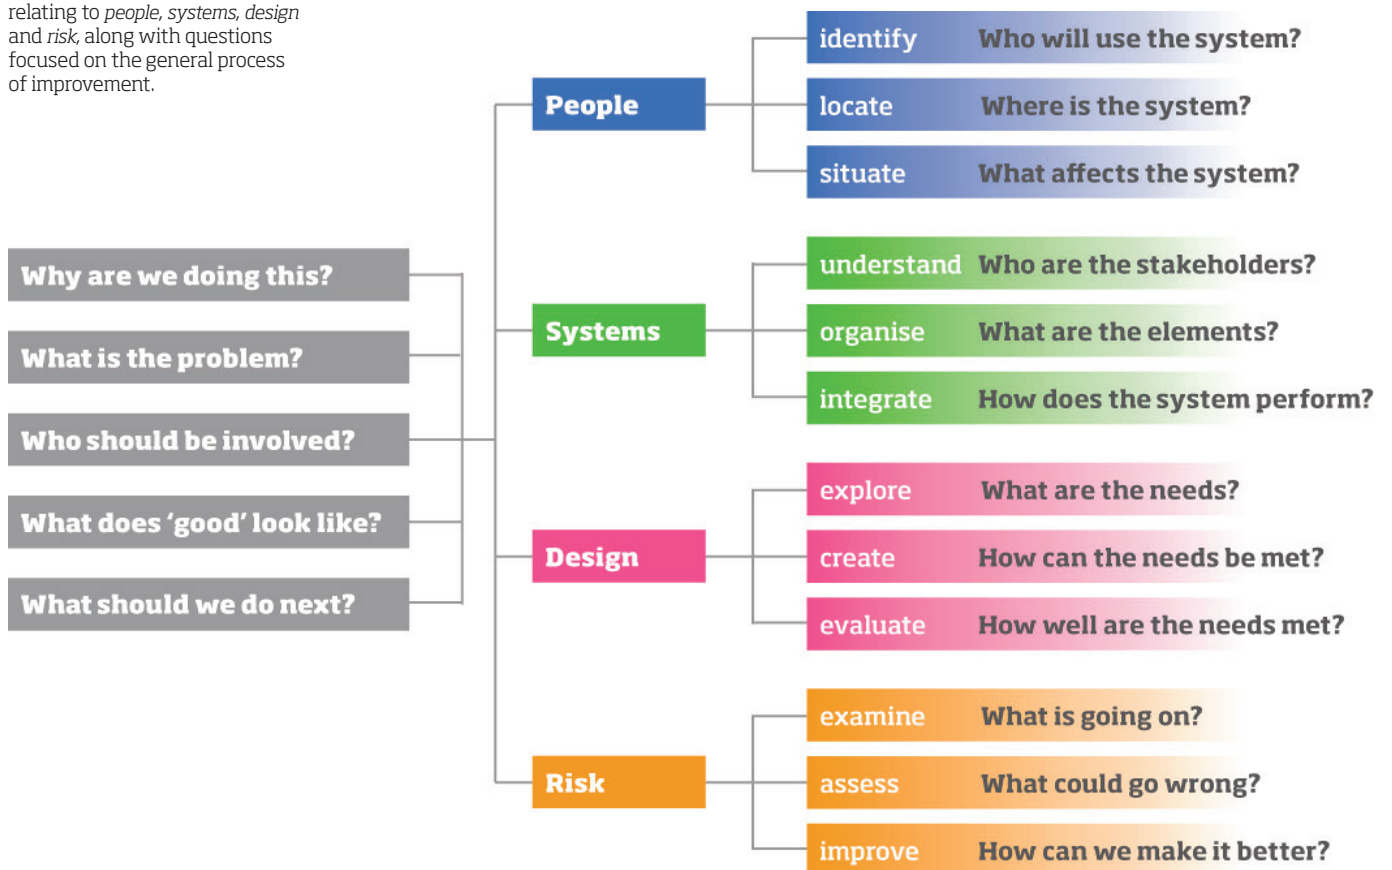 relating to people, systems, design
and risk, along with questions
focused on the general process
of improvement.
Why are we doing this?
What is the problem?
Who should be involved?
What does ‘good’ look like?
What should we do next?
People
identify Who will use the system?
locate Where is the system?
situate What affects the system?
Systems
understand Who are the stakeholders?
organise What are the elements?
integrate How does the system perform?
Design
explore What are the needs?
create How can the needs be met?
evaluate How well are the needs met?
Risk
examine What is going on?
assess What could go wrong?
improve How can we make it better?